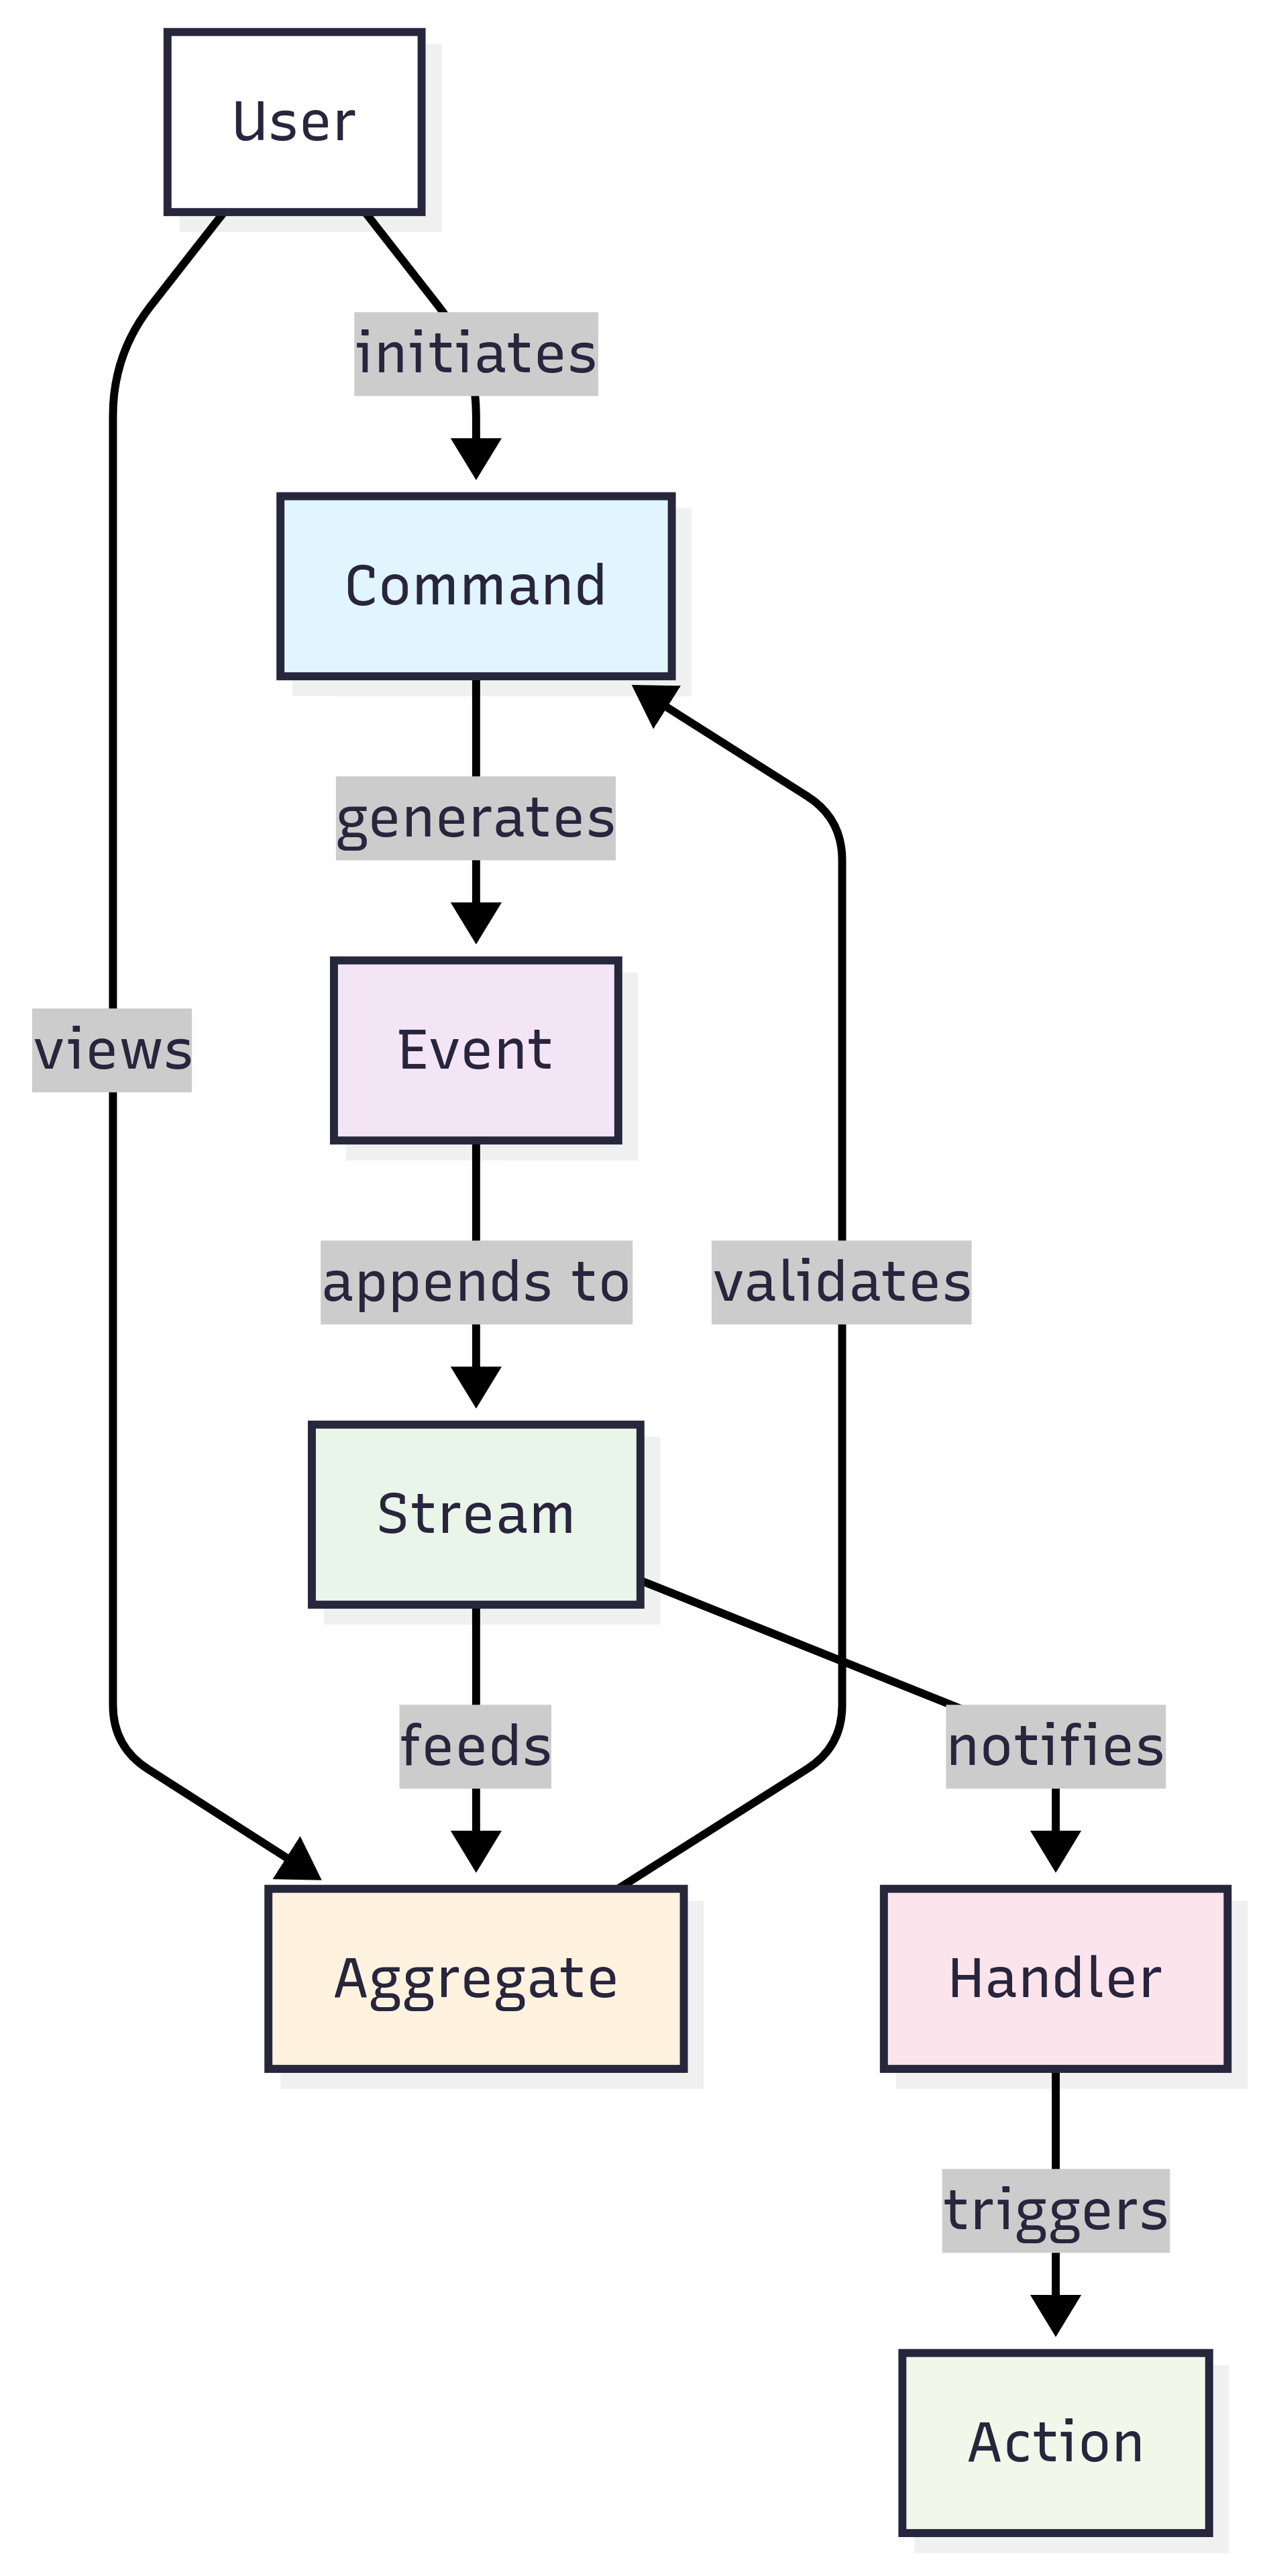 User
initiates
Command
generates
views
Event
appends to
validates
Stream
feeds
notifies
Aggregate
Handler
triggers
Action